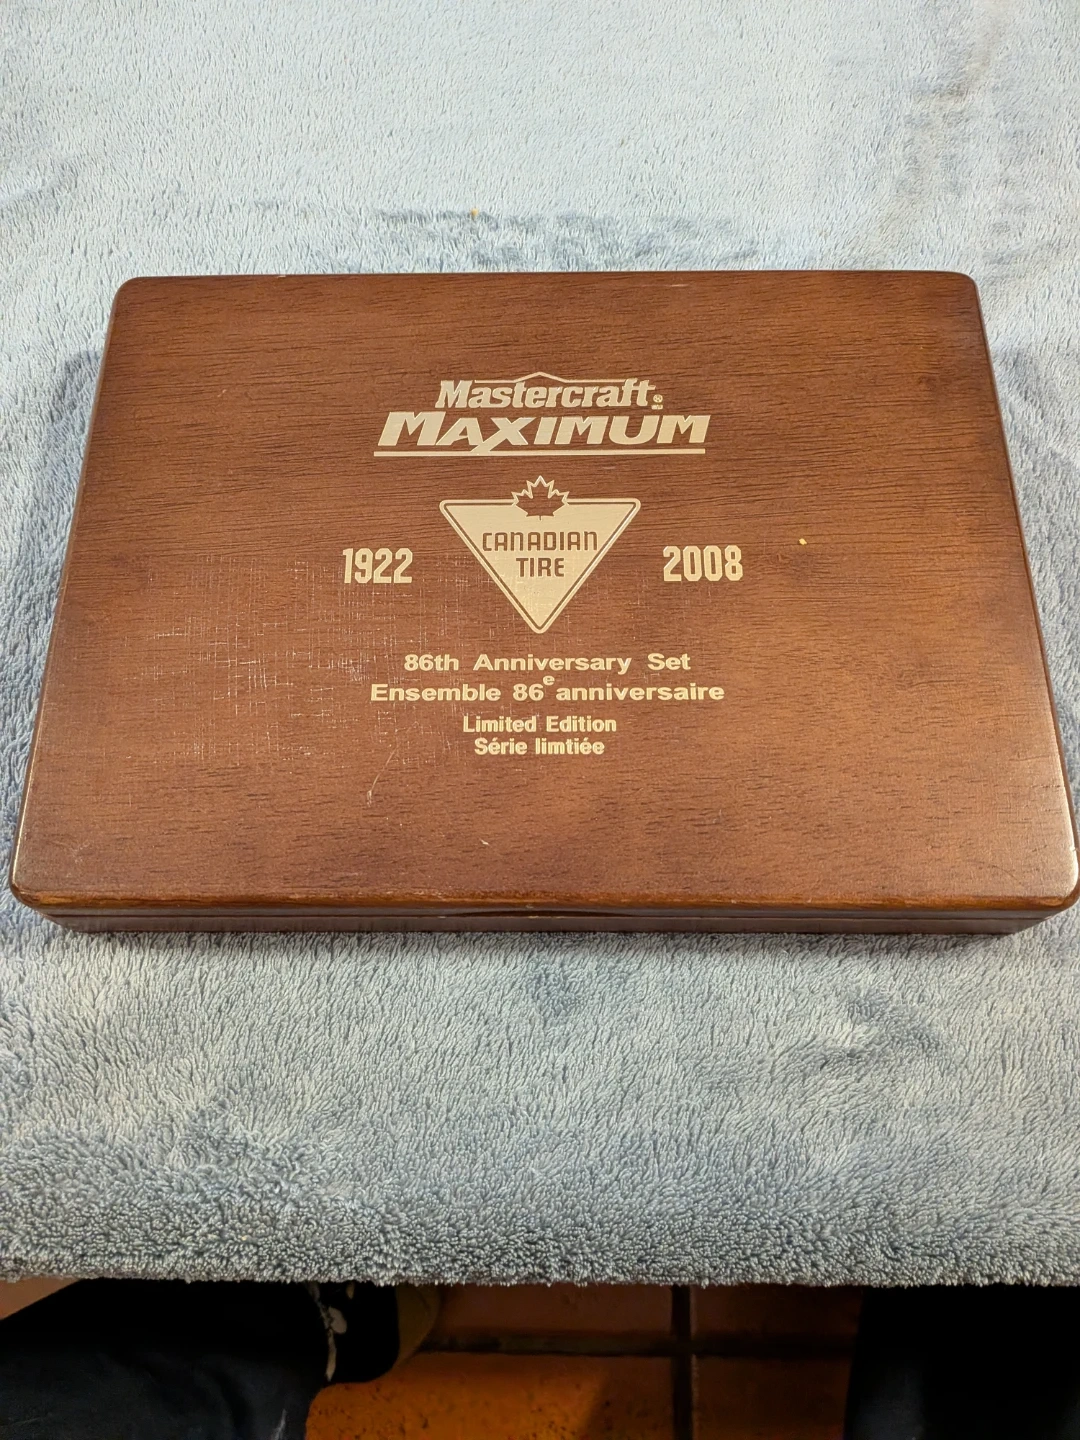 Mastercraft®
MAXIMUM
CANADIAN
TIRE
1922 2008
86th Anniversary Set
Ensemble 86e anniversaire
Limited Edition
Série limtiée